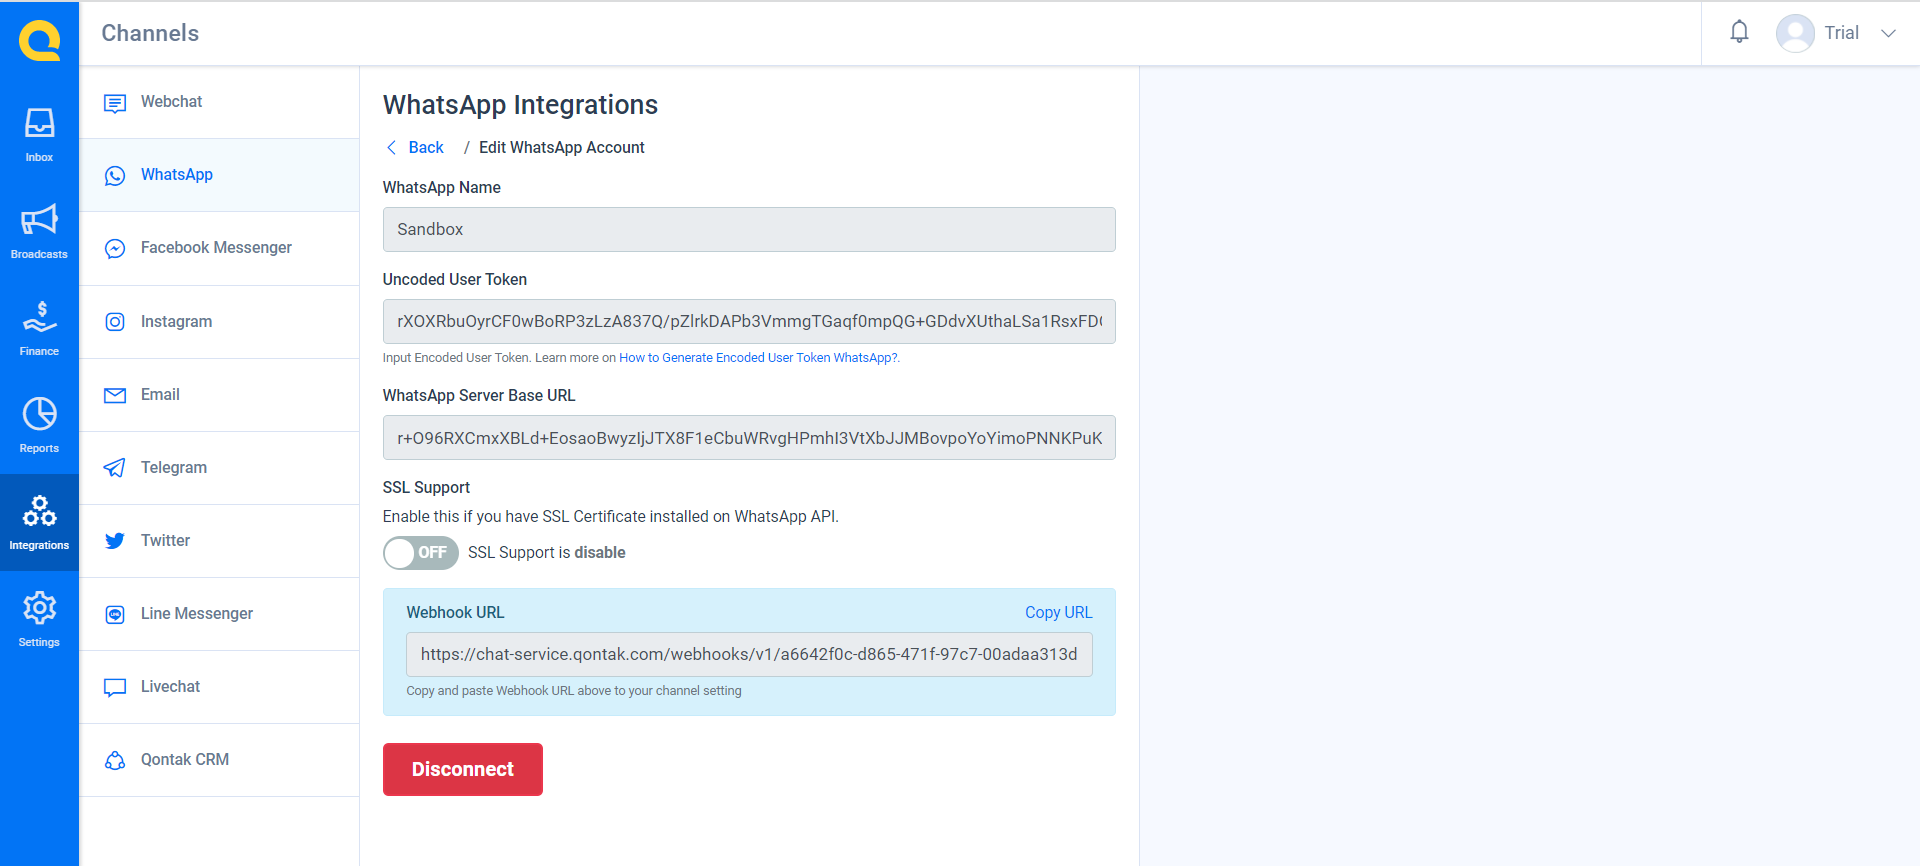 Channels
Trial
Inbox
Broadcasts
Finance
Reports
Integrations
Settings
Webchat
WhatsApp
Facebook Messenger
Instagram
Email
Telegram
Twitter
Line Messenger
Livechat
Qontak CRM
WhatsApp Integrations
Back / Edit WhatsApp Account
WhatsApp Name
Sandbox
Uncoded User Token
rXOXRbuOyrCF0wBoRP3zLzA837Q/pZlrkDAPb3VmmgTGaqf0mpQG+GDdvXUthaLSa1RsxFD
Input Encoded User Token. Learn more on How to Generate Encoded User Token WhatsApp?.
WhatsApp Server Base URL
r+O96RXCmxXBLd+EosaoBwyzIjJTX8F1eCbuWRvgHPmhI3VtXbJJMBovpoYoYimoPNNKPuK
SSL Support
Enable this if you have SSL Certificate installed on WhatsApp API.
OFF SSL Support is disable
Webhook URL Copy URL
https://chat-service.qontak.com/webhooks/v1/a6642f0c-d865-471f-97c7-00adaa313d
Copy and paste Webhook URL above to your channel setting
Disconnect